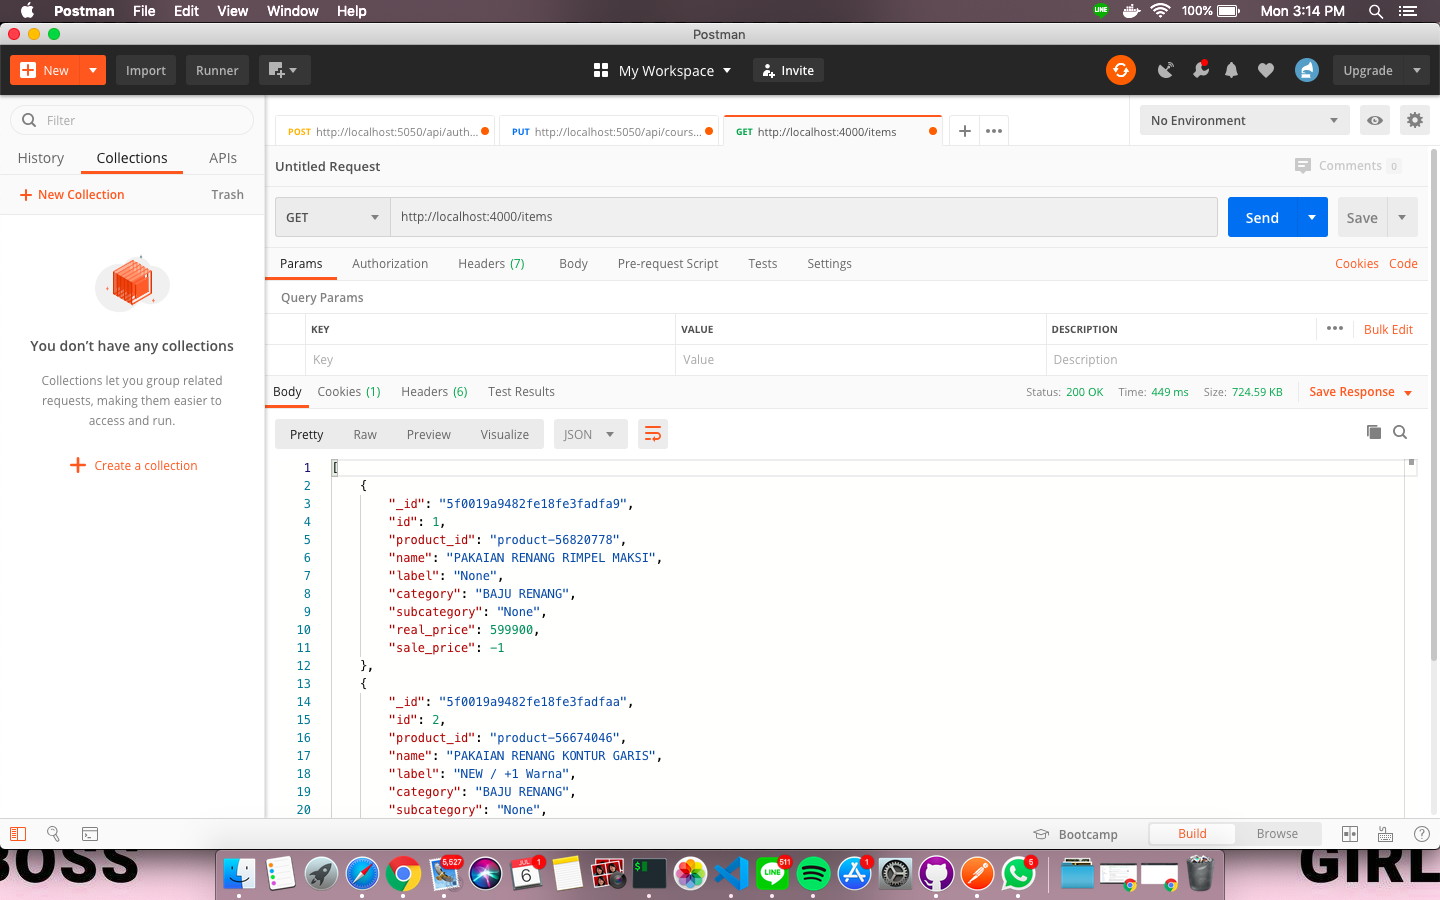 Postman File Edit View Window Help
LINE 100% Mon 3:14 PM
Postman
New Import Runner My Workspace Invite Upgrade
Filter
History Collections APIs
New Collection Trash
You don’t have any collections
Collections let you group related
requests, making them easier to
access and run.
Create a collection
POST http://localhost:5050/api/auth...
PUT http://localhost:5050/api/cours...
GET http://localhost:4000/items
No Environment
Untitled Request
Comments 0
GET http://localhost:4000/items Send Save
Params Authorization Headers (7) Body Pre-request Script Tests Settings Cookies Code
Query Params
KEY VALUE DESCRIPTION Bulk Edit
Key Value Description
Body Cookies (1) Headers (6) Test Results Status: 200 OK Time: 449 ms Size: 724.59 KB Save Response
Pretty Raw Preview Visualize JSON
1 [
2 {
3 "_id": "5f0019a9482fe18fe3fadfa9",
4 "id": 1,
5 "product_id": "product-56820778",
6 "name": "PAKAIAN RENANG RIMPEL MAKSI",
7 "label": "None",
8 "category": "BAJU RENANG",
9 "subcategory": "None",
10 "real_price": 599900,
11 "sale_price": -1
12 },
13 {
14 "_id": "5f0019a9482fe18fe3fadfaa",
15 "id": 2,
16 "product_id": "product-56674046",
17 "name": "PAKAIAN RENANG KONTUR GARIS",
18 "label": "NEW / +1 Warna",
19 "category": "BAJU RENANG",
20 "subcategory": "None",
Bootcamp Build Browse
BOSS GIRL
5,527 JUL 6 1 LINE 511 1 5